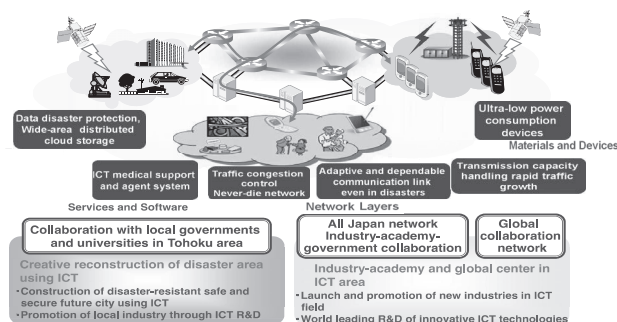 Data disaster protection,
Wide-area distributed
cloud storage
Ultra-low power
consumption
devices
Materials and Devices
ICT medical support
and agent system
Traffic congestion
control
Never-die network
Adaptive and dependable
communication link
even in disasters
Transmission capacity
handling rapid traffic
growth
Services and Software
Network Layers
Collaboration with local governments
and universities in Tohoku area
All Japan network
Industry-academy-
government collaboration
Global
collaboration
network
Creative reconstruction of disaster area
using ICT
•Construction of disaster-resistant safe and
secure future city using ICT
•Promotion of local industry through ICT R&D
Industry-academy and global center in
ICT area
•Launch and promotion of new industries in ICT
field
•World leading R&D of innovative ICT technologies